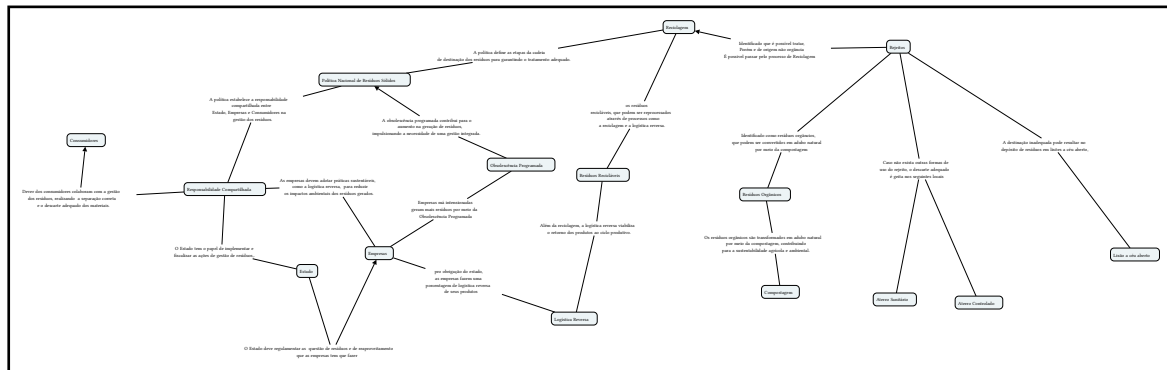 Reciclagem
Identificado que é possível tratar,
Porém e de origem não orgânica
É possível passar pelo processo de Reciclagem
Rejeitos
A política define as etapas da cadeia
de destinação dos resíduos para garantindo o tratamento adequado
Política Nacional de Resíduos Sólidos
A política estabelece a responsabilidade
compartilhada entre
Estado, Empresas e Consumidores na
gestão dos resíduos.
os resíduos
recicláveis, que podem ser reprocessados
através de processos como
a reciclagem e a logística reversa.
A obsolescência programada contribui para o
aumento na geração de resíduos,
impulsionando a necessidade de uma gestão integrada.
Consumidores
Identificado como resíduos orgânicos,
que podem ser convertidos em adubo natural
por meio da compostagem
A destinação inadequada pode resultar no
depósito de resíduos em lixões a céu aberto,
Obsolescência Programada
Caso não exista outras formas de
uso do rejeito, o descarte adequado
é pelos seguintes locais
Resíduos Recicláveis
Dever dos consumidores colaboram com a gestão
dos resíduos, realizando a separação correta
e o descarte adequado dos materiais.
Responsabilidade Compartilhada
As empresas devem adotar práticas sustentáveis,
como a logística reversa, para reduzir
os impactos ambientais dos resíduos gerados.
Resíduos Orgânicos
Empresas mal intencionadas
geram mais resíduos por meio da
Obsolescência Programada
Além da reciclagem, a logística reversa viabiliza
o retorno dos produtos ao ciclo produtivo.
Os resíduos orgânicos são transformados em adubo natural
por meio da compostagem, contribuindo
para a sustentabilidade agrícola e ambiental.
O Estado tem o papel de implementar e
fiscalizar as ações de gestão de resíduos.
Empresas
Lixão a céu aberto
Estado
por obrigação do estado,
as empresas fazem uma
porcentagem de logística reversa
de seus produtos
Compostagem
Aterro Sanitário
Aterro Controlado
Logística Reversa
O Estado deve regulamentar as questão de resíduos e de
que as empresas tem que fazer